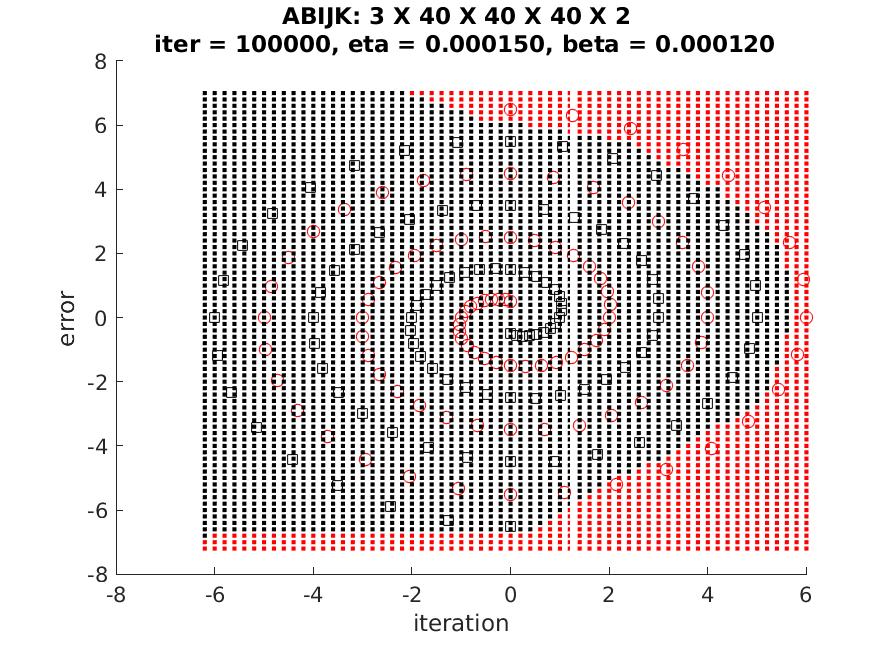 ABIJK: 3 X 40 X 40 X 40 X 2
iter = 100000, eta = 0.000150, beta = 0.000120
8
6
4
2
0
-2
-4
-6
-8
error
-8 -6 -4 -2 0 2 4 6
iteration